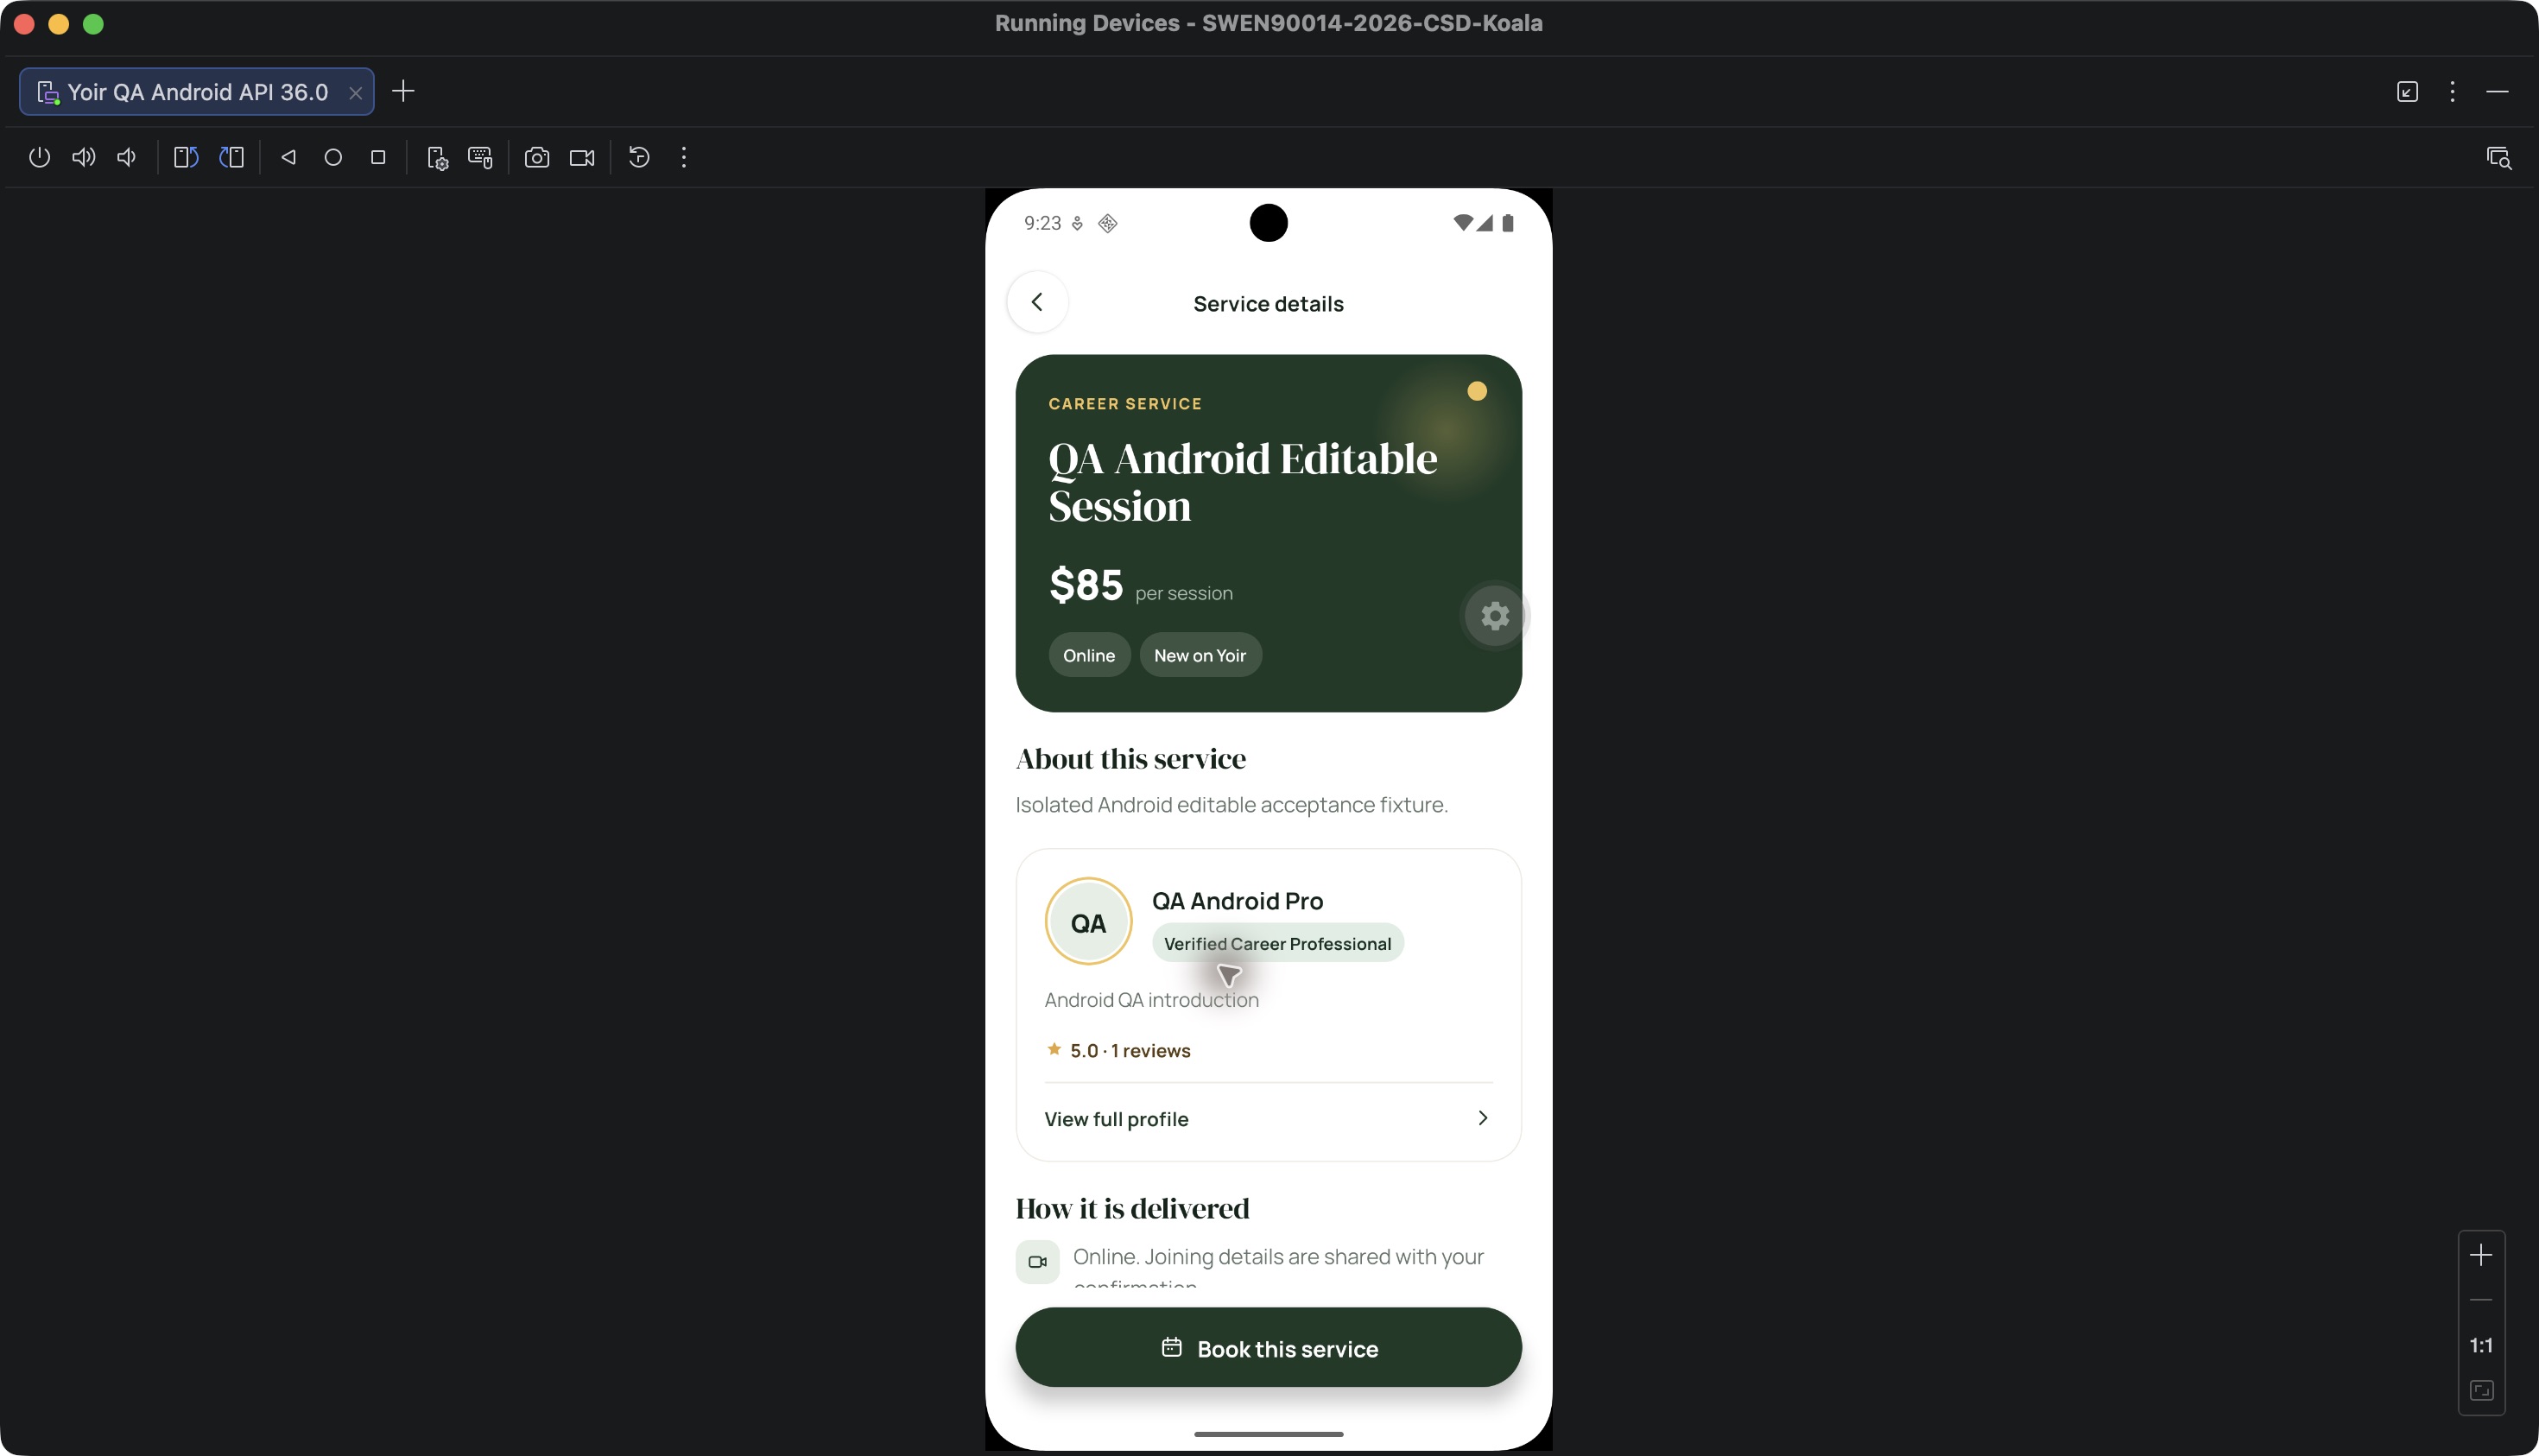 Running Devices - SWEN90014-2026-CSD-Koala
Yoir QA Android API 36.0
9:23
Service details
CAREER SERVICE
QA Android Editable
Session
$85 per session
Online
New on Yoir
About this service
Isolated Android editable acceptance fixture.
QA
QA Android Pro
Verified Career Professional
Android QA introduction
5.0 · 1 reviews
View full profile
How it is delivered
Online. Joining details are shared with your
confirmation.
Book this service
1:1